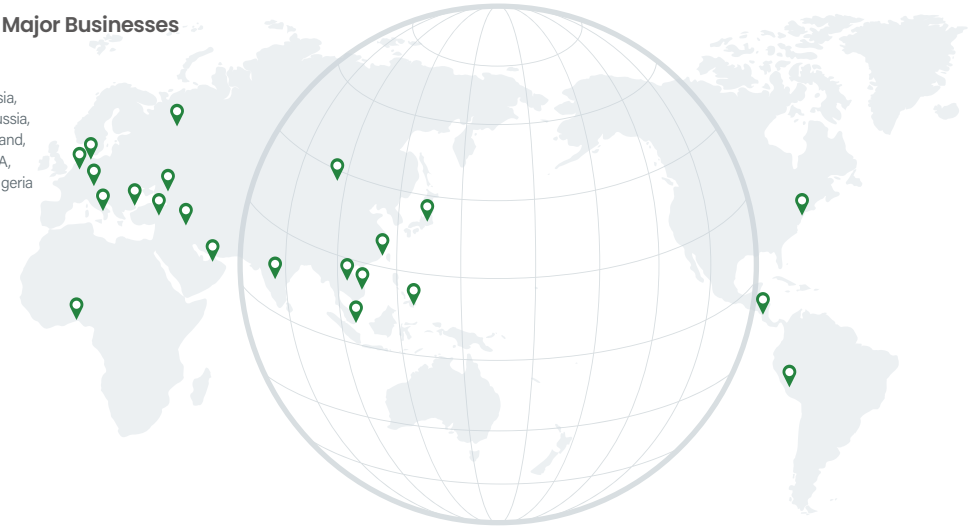 Major Businesses
sia,
ussia,
and,
A,
geria